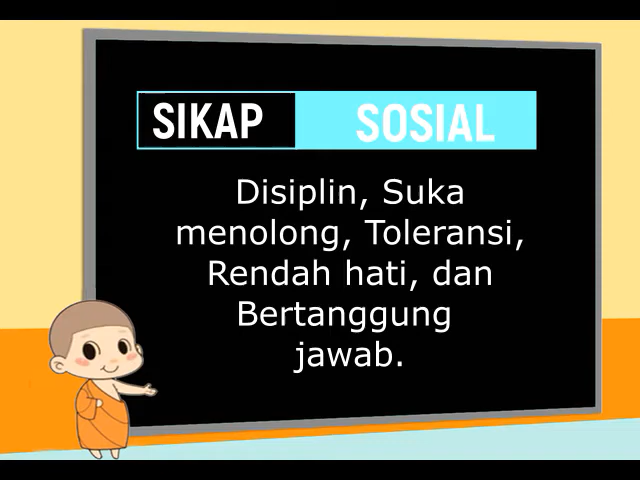 SIKAP SOSIAL
Disiplin, Suka
menolong, Toleransi,
Rendah hati, dan
Bertanggung
jawab.